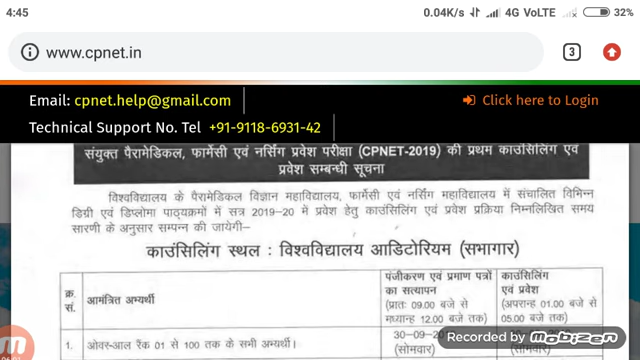 4:45
0.04K/s 4G VoLTE 32%
www.cpnet.in
3
Email: cpnet.help@gmail.com
Click here to Login
Technical Support No. Tel +91-9118-6931-42
संयुक्त पैरामेडिकल, फार्मेसी एवं नर्सिंग प्रवेश परीक्षा (CPNET-2019) की प्रथम काउन्सिलिंग एवं
प्रवेश सम्बन्धी सूचना
विश्वविद्यालय के पैरामेडिकल विज्ञान महाविद्यालय, फार्मेसी एवं नर्सिंग महाविद्यालय में संचालित विभिन्न
डिग्री एवं डिप्लोमा पाठ्यक्रमों में सत्र 2019-20 में प्रवेश हेतु काउंसिलिंग एवं प्रवेश प्रक्रिया निम्नलिखित समय
सारणी के अनुसार सम्पन्न की जायेगी-
काउंसिलिंग स्थल : विश्वविद्यालय आडिटोरियम (सभागार)
क्र. सं.
आमंत्रित अभ्यर्थी
पंजीकरण एवं प्रमाण पत्रों
का सत्यापन
(प्रातः 09.00 बजे से
मध्यान्ह 12.00 बजे तक)
काउंसिलिंग
एवं प्रवेश
(अपरान्ह 01.00 बजे से
05.00 बजे तक)
1. ओवर-आल रैंक 01 से 100 तक के सभी अभ्यर्थी।
30-09-2
(सोमवार)
(सोमवार)
Recorded by Mobizen